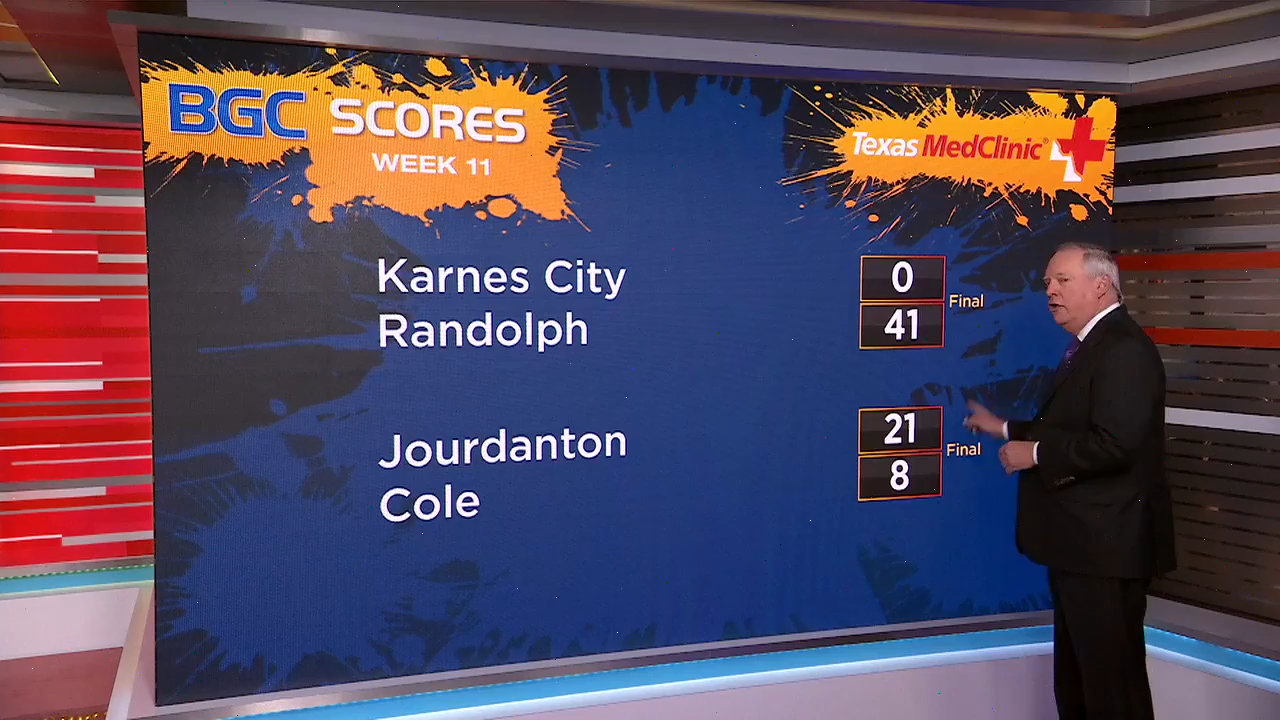 BGC SCORES
WEEK 11
Texas MedClinic®
Karnes City 0
Randolph 41
Final
Jourdanton 21
Cole 8
Final